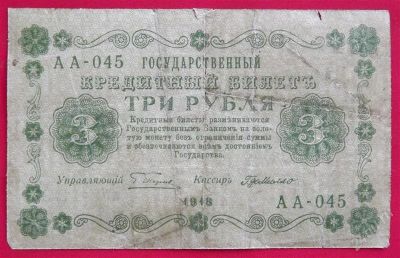 АА-045 ГОСУДАРСТВЕННЫЙ
КРЕДИТНЫЙ БИЛЕТЪ
ТРИ РУБЛЯ
3 3
Кредитные билеты размѣниваются
Государственным Банкомъ на золо-
тую монету безъ ограниченія суммы
и обезпечиваются всѣмъ достояніемъ
Государства.
Управляющій Кассиръ
1918
АА-045